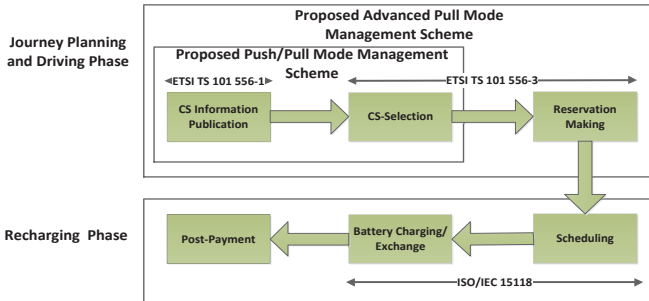 Proposed Advanced Pull Mode
Management Scheme
Journey Planning
and Driving Phase
Proposed Push/Pull Mode Management
Scheme
ETSI TS 101 556-1
ETSI TS 101 556-3
CS Information
Publication
CS-Selection
Reservation
Making
Recharging Phase
Post-Payment
Battery Charging/
Exchange
Scheduling
ISO/IEC 15118